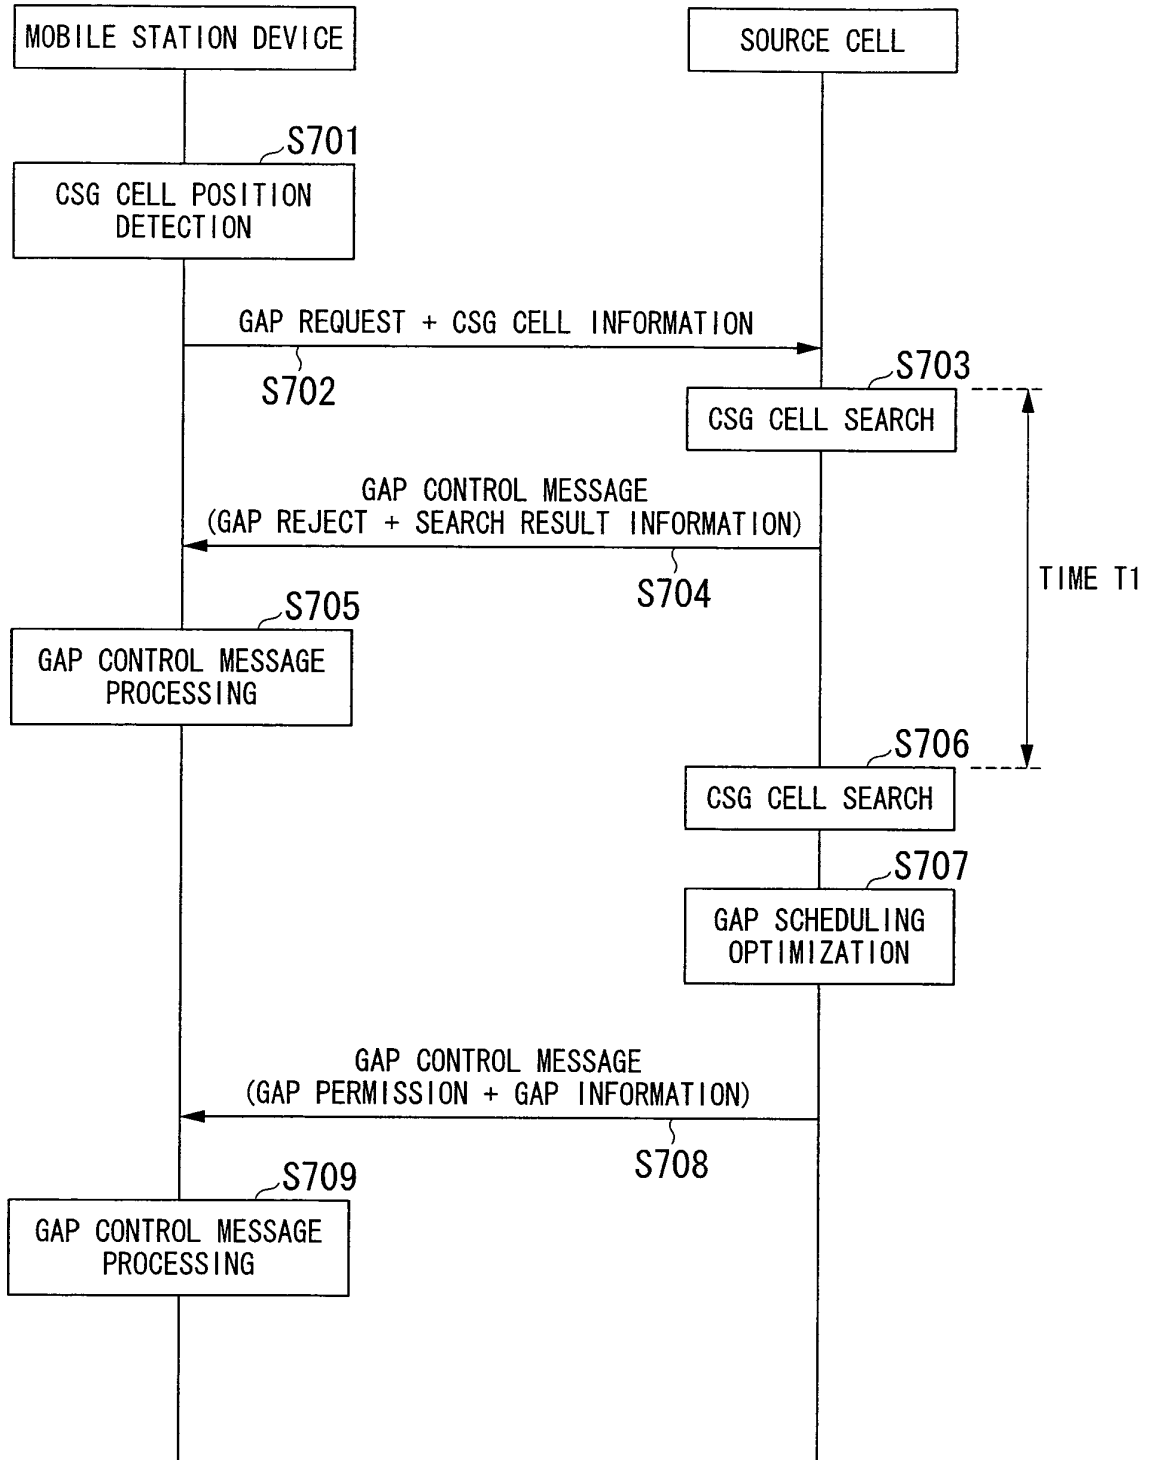 MOBILE STATION DEVICE
SOURCE CELL
S701
CSG CELL POSITION
DETECTION
GAP REQUEST + CSG CELL INFORMATION
S702
S703
CSG CELL SEARCH
GAP CONTROL MESSAGE
(GAP REJECT + SEARCH RESULT INFORMATION)
S704
TIME T1
S705
GAP CONTROL MESSAGE
PROCESSING
S706
CSG CELL SEARCH
S707
GAP SCHEDULING
OPTIMIZATION
GAP CONTROL MESSAGE
(GAP PERMISSION + GAP INFORMATION)
S708
S709
GAP CONTROL MESSAGE
PROCESSING